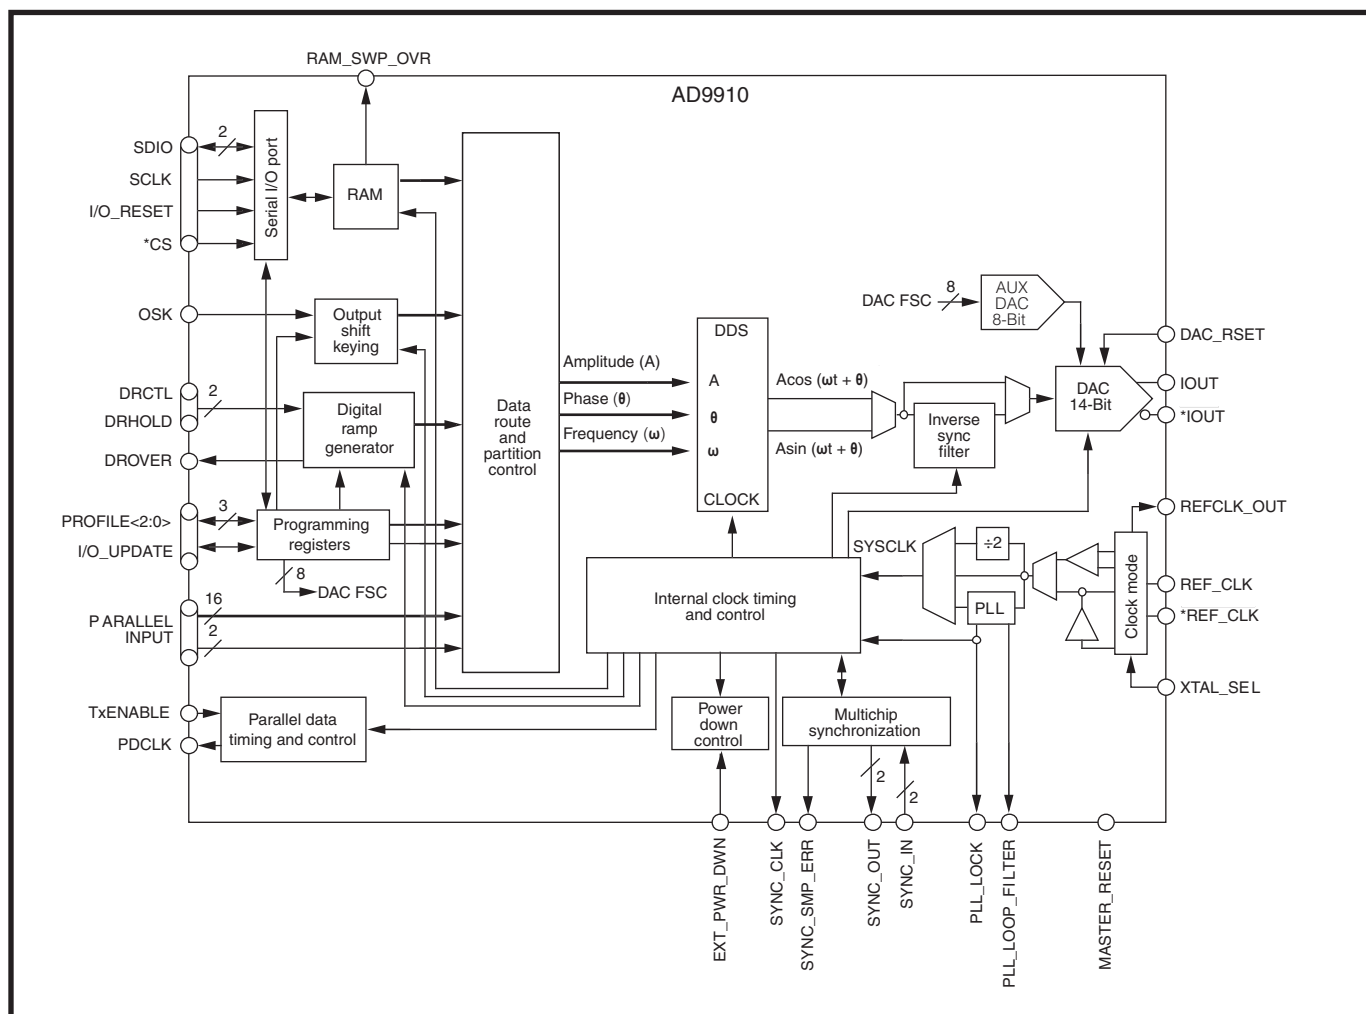 RAM_SWP_OVR
AD9910
SDIO
2
SCLK
I/O_RESET
*CS
Serial I/O port
RAM
OSK
Output
shift
keying
DRCTL
2
DRHOLD
DROVER
Digital
ramp
generator
PROFILE<2:0>
3
I/O_UPDATE
Programming
registers
8
DAC FSC
PARALLEL
INPUT
16
2
TxENABLE
PDCLK
Parallel data
timing and control
Data
route
and
partition
control
Amplitude (A)
Phase (θ)
Frequency (ω)
DDS
A
θ
ω
CLOCK
Acos (ωt + θ)
Asin (ωt + θ)
Inverse
sync
filter
DAC FSC
8
AUX
DAC
8-Bit
DAC
14-Bit
DAC_RSET
IOUT
*IOUT
REFCLK_OUT
REF_CLK
*REF_CLK
XTAL_SEL
Clock mode
SYSCLK
÷2
PLL
Internal clock timing
and control
Power
down
control
Multichip
synchronization
2
2
EXT_PWR_DWN
SYNC_CLK
SYNC_SMP_ERR
SYNC_OUT
SYNC_IN
PLL_LOCK
PLL_LOOP_FILTER
MASTER_RESET